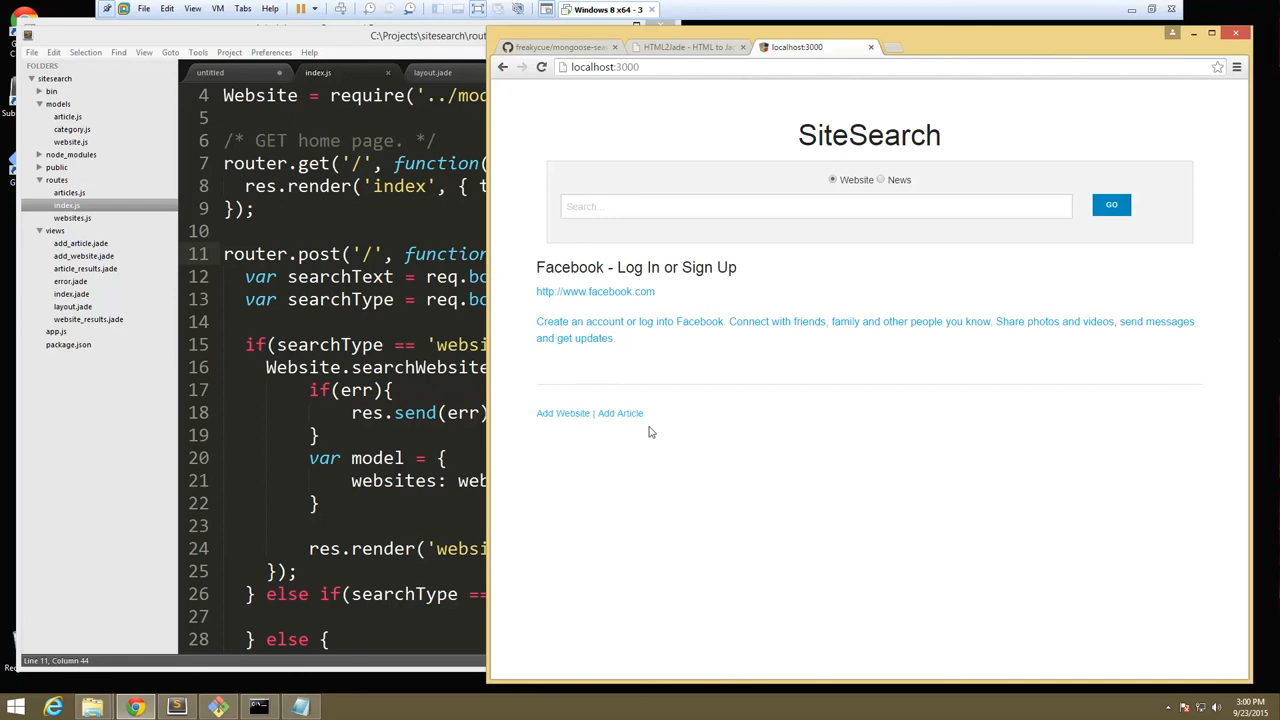 File Edit View VM Tabs Help
Windows 8 x64 - 3
C:\Projects\sitesearch\rout
File Edit Selection Find View Goto Tools Project Preferences Help
FOLDERS
sitesearch
bin
models
article.js
category.js
website.js
node_modules
public
routes
articles.js
index.js
websites.js
views
add_article.jade
add_website.jade
article_results.jade
error.jade
index.jade
layout.jade
website_results.jade
app.js
package.json
untitled
index.js
layout.jade
4 Website = require('../mod
5
6 /* GET home page. */
7 router.get('/', function(
8 res.render('index', { t
9 });
10
11 router.post('/', function
12 var searchText = req.bo
13 var searchType = req.bo
14
15 if(searchType == 'websi
16 Website.searchWebsite
17 if(err){
18 res.send(err)
19 }
20 var model = {
21 websites: web
22 }
23
24 res.render('websi
25 });
26 } else if(searchType ==
27
28 } else {
Line 11, Column 44
freakycue/mongoose-sea
HTML2Jade - HTML to Ja
localhost:3000
localhost:3000
SiteSearch
Website News
Search...
GO
Facebook - Log In or Sign Up
http://www.facebook.com
Create an account or log into Facebook. Connect with friends, family and other people you know. Share photos and videos, send messages
and get updates.
Add Website | Add Article
3:00 PM
9/23/2015